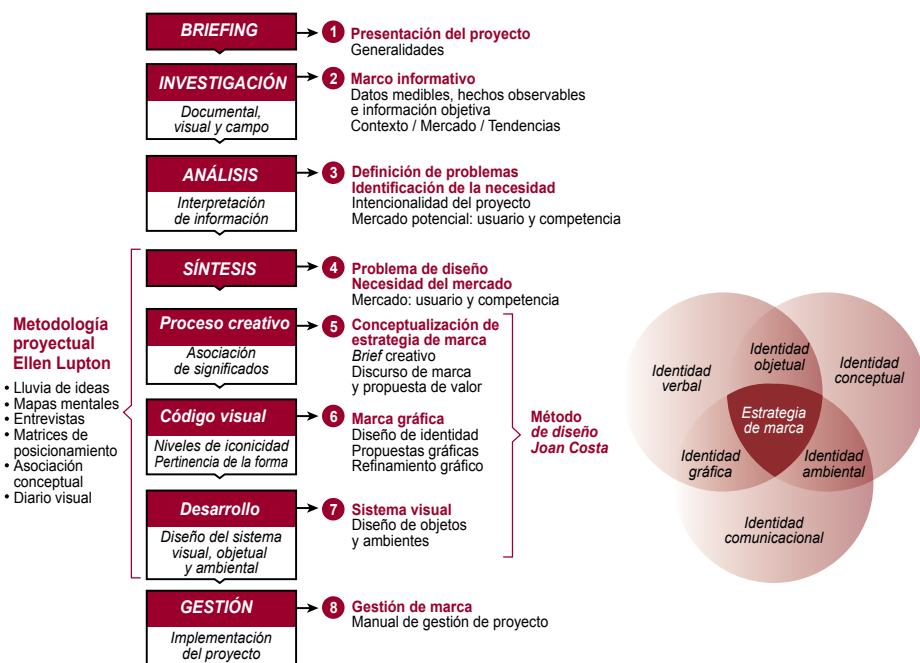 BRIEFING
1 Presentación del proyecto
Generalidades
INVESTIGACIÓN
Documental,
visual y campo
2 Marco informativo
Datos medibles, hechos observables
e información objetiva
Contexto / Mercado / Tendencias
ANÁLISIS
Interpretación
de información
3 Definición de problemas
Identificación de la necesidad
Intencionalidad del proyecto
Mercado potencial: usuario y competencia
Metodología
proyectual
Ellen Lupton
• Lluvia de ideas
• Mapas mentales
• Entrevistas
• Matrices de
posicionamiento
• Asociación
conceptual
• Diario visual
SÍNTESIS
4 Problema de diseño
Necesidad del mercado
Mercado: usuario y competencia
Proceso creativo
Asociación
de significados
5 Conceptualización de
estrategia de marca
Brief creativo
Discurso de marca
y propuesta de valor
Código visual
Niveles de iconicidad
Pertinencia de la forma
6 Marca gráfica
Diseño de identidad
Propuestas gráficas
Refinamiento gráfico
Desarrollo
Diseño del sistema
visual, objetual
y ambiental
7 Sistema visual
Diseño de objetos
y ambientes
Método
de diseño
Joan Costa
GESTIÓN
Implementación
del proyecto
8 Gestión de marca
Manual de gestión de proyecto
Identidad
verbal
Identidad
objetual
Identidad
conceptual
Estrategia
de marca
Identidad
gráfica
Identidad
ambiental
Identidad
comunicacional